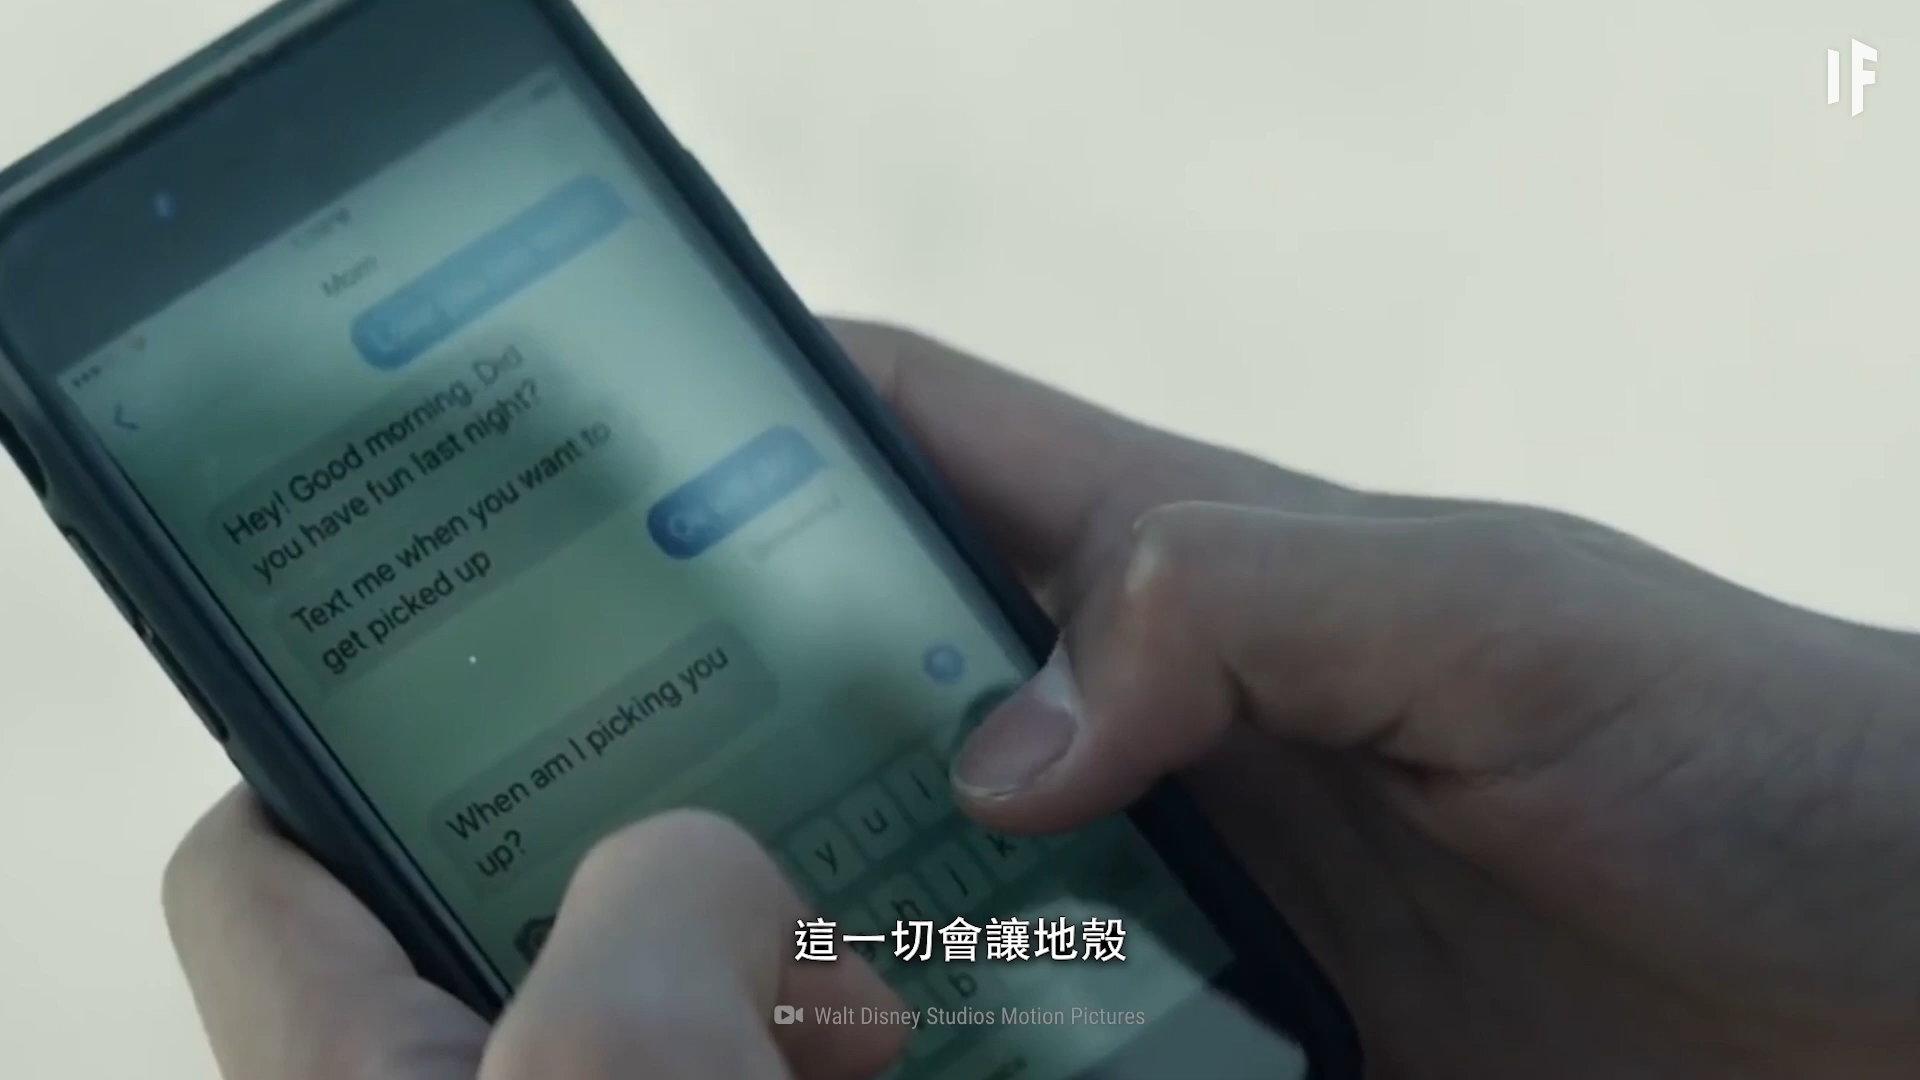 IF
Mom
Hey! Good morning. Did
you have fun last night?
Text me when you want to
get picked up
When am I picking you
up?
y u i
h j k
b
這一切會讓地殼
Walt Disney Studios Motion Pictures